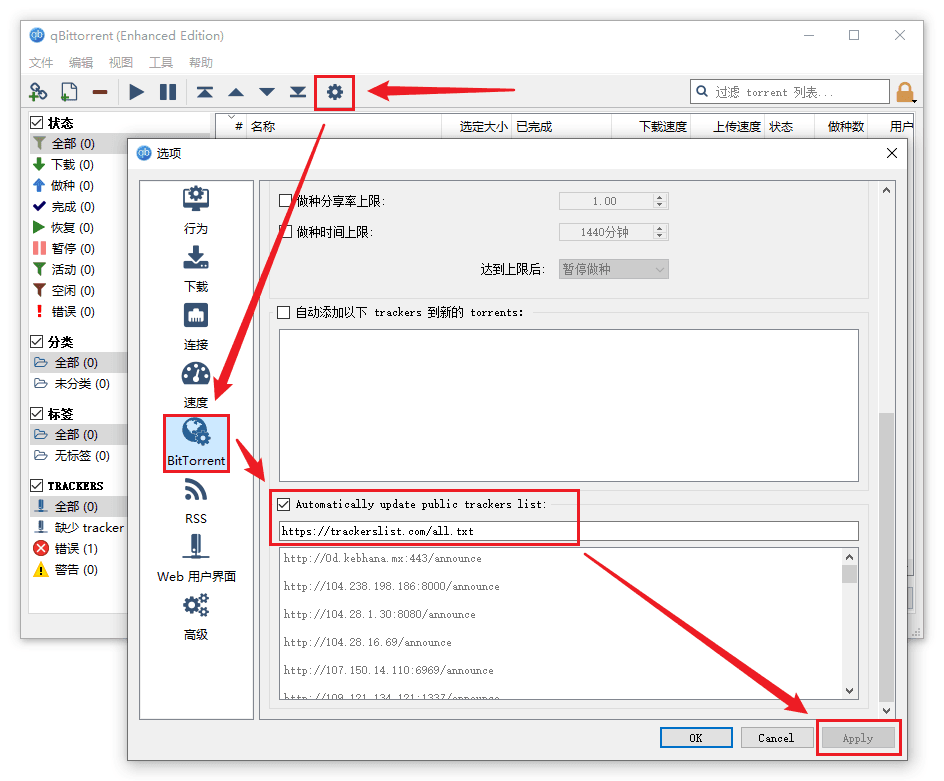 qBittorrent (Enhanced Edition)
文件 编辑 视图 工具 帮助
过滤 torrent 列表...
# 名称 选定大小 已完成 下载速度 上传速度 状态 做种数 用户
状态
全部 (0)
下载 (0)
做种 (0)
完成 (0)
恢复 (0)
暂停 (0)
活动 (0)
空闲 (0)
错误 (0)
分类
全部 (0)
未分类 (0)
标签
全部 (0)
无标签 (0)
TRACKERS
全部 (0)
缺少 tracker
错误 (1)
警告 (0)
选项
行为
下载
连接
速度
BitTorrent
RSS
Web 用户界面
高级
做种分享率上限: 1.00
做种时间上限: 1440分钟
达到上限后: 暂停做种
自动添加以下 trackers 到新的 torrents:
Automatically update public trackers list:
https://trackerslist.com/all.txt
http://0d.kebhana.mx:443/announce
http://104.238.198.186:8000/announce
http://104.28.1.30:8080/announce
http://104.28.16.69/announce
http://107.150.14.110:6969/announce
http://109.121.134.121:1337/announce
OK Cancel Apply